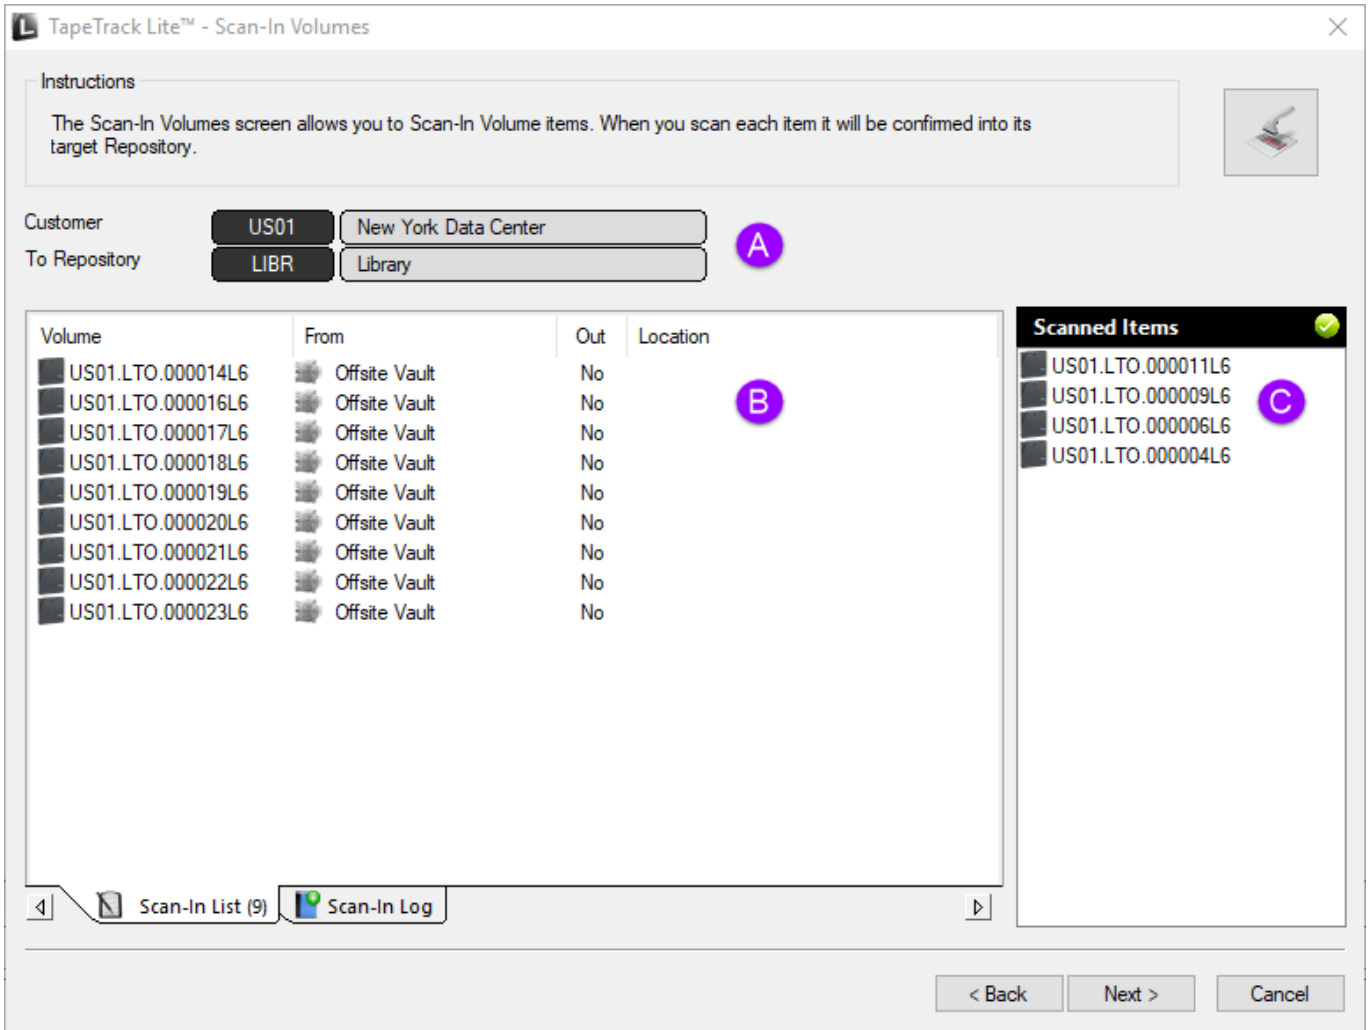 TapeTrack Lite™ - Scan-In Volumes
Instructions
The Scan-In Volumes screen allows you to Scan-In Volume items. When you scan each item it will be confirmed into its
target Repository.
Customer US01 New York Data Center
To Repository LIBR Library
A
Volume From Out Location
US01.LTO.000014L6 Offsite Vault No
US01.LTO.000016L6 Offsite Vault No
US01.LTO.000017L6 Offsite Vault No
US01.LTO.000018L6 Offsite Vault No
US01.LTO.000019L6 Offsite Vault No
US01.LTO.000020L6 Offsite Vault No
US01.LTO.000021L6 Offsite Vault No
US01.LTO.000022L6 Offsite Vault No
US01.LTO.000023L6 Offsite Vault No
B
Scanned Items
US01.LTO.000011L6
US01.LTO.000009L6
US01.LTO.000006L6
US01.LTO.000004L6
C
Scan-In List (9) Scan-In Log
< Back Next > Cancel